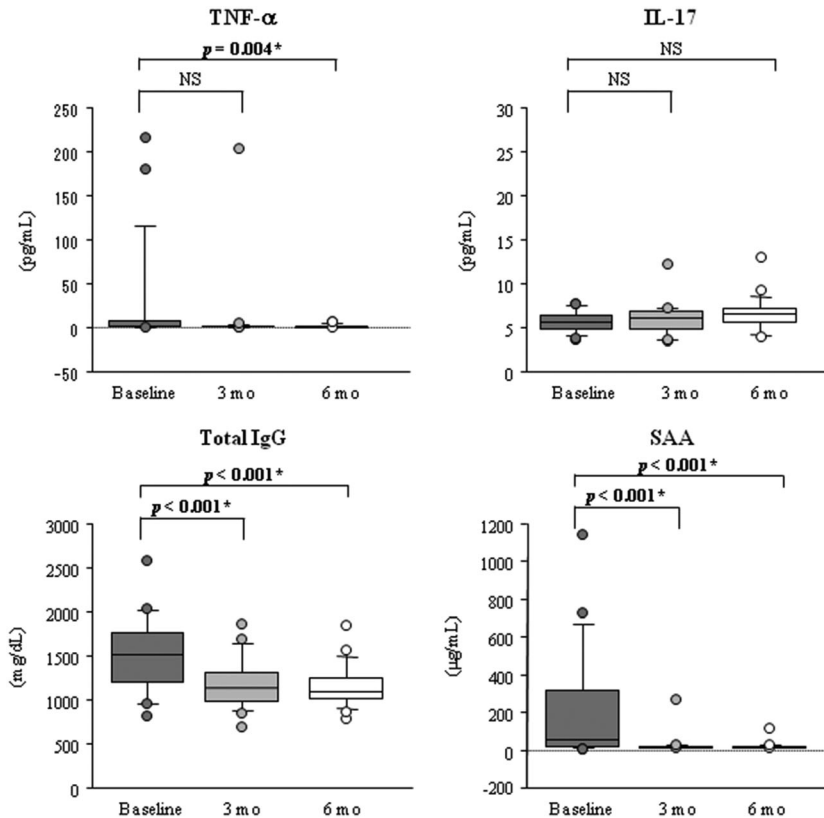 TNF-α
p = 0.004*
NS
250
200
150
100
50
0
-50
(pg/mL)
Baseline 3 mo 6 mo
IL-17
NS
NS
30
25
20
15
10
5
0
(pg/mL)
Baseline 3 mo 6 mo
Total IgG
p < 0.001*
p < 0.001*
3000
2500
2000
1500
1000
500
0
(mg/dL)
Baseline 3 mo 6 mo
SAA
p < 0.001*
p < 0.001*
1200
1000
800
600
400
200
0
-200
(µg/mL)
Baseline 3 mo 6 mo